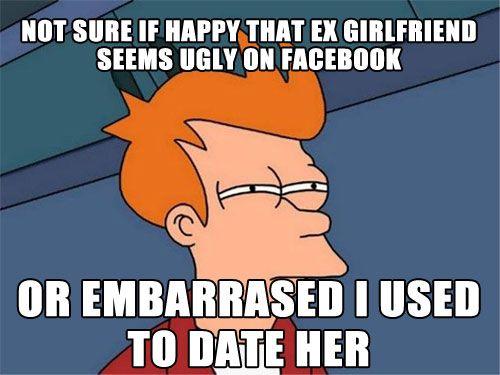 NOT SURE IF HAPPY THAT EX GIRLFRIEND
SEEMS UGLY ON FACEBOOK
OR EMBARRASED I USED
TO DATE HER